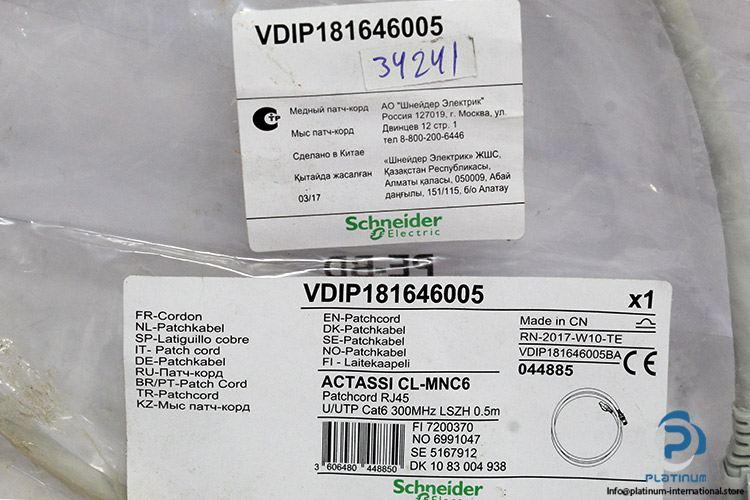 VDIP181646005
34241
Медный патч-корд
Мыс патч-корд
Сделано в Китае
Қытайда жасалған
03/17
АО "Шнейдер Электрик"
Россия 127019, г. Москва, ул.
Двинцев 12 стр. 1
тел 8-800-200-6446
«Шнейдер Электрик» ЖШС,
Қазақстан Республикасы,
Алматы қаласы, 050009, Абай
даңғылы, 151/115, б/о Алатау
Schneider
Electric
PE-BD
VDIP181646005
x1
FR-Cordon
NL-Patchkabel
SP-Latiguillo cobre
IT- Patch cord
DE-Patchkabel
RU-Патч-корд
BR/PT-Patch Cord
TR-Patchcord
KZ-Мыс патч-корд
EN-Patchcord
DK-Patchkabel
SE-Patchkabel
NO-Patchkabel
FI - Laitekaapeli
Made in CN
RN-2017-W10-TE
VDIP181646005BA
044885
CE
ACTASSI CL-MNC6
Patchcord RJ45
U/UTP Cat6 300MHz LSZH 0.5m
FI 7200370
NO 6991047
SE 5167912
DK 10 83 004 938
3 606480 448850
Schneider
Electric
PLATINUM
info@platinum-international.store